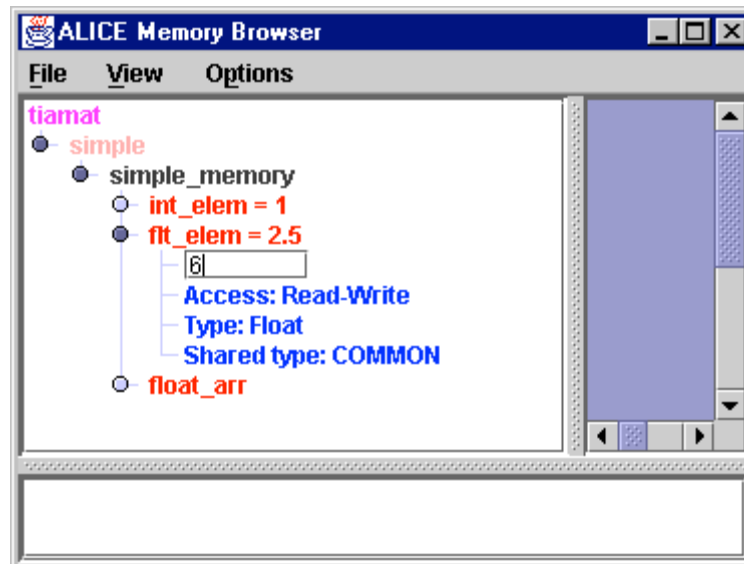 ALICE Memory Browser
File View Options
tiamat
simple
simple_memory
int_elem = 1
flt_elem = 2.5
6
Access: Read-Write
Type: Float
Shared type: COMMON
float_arr